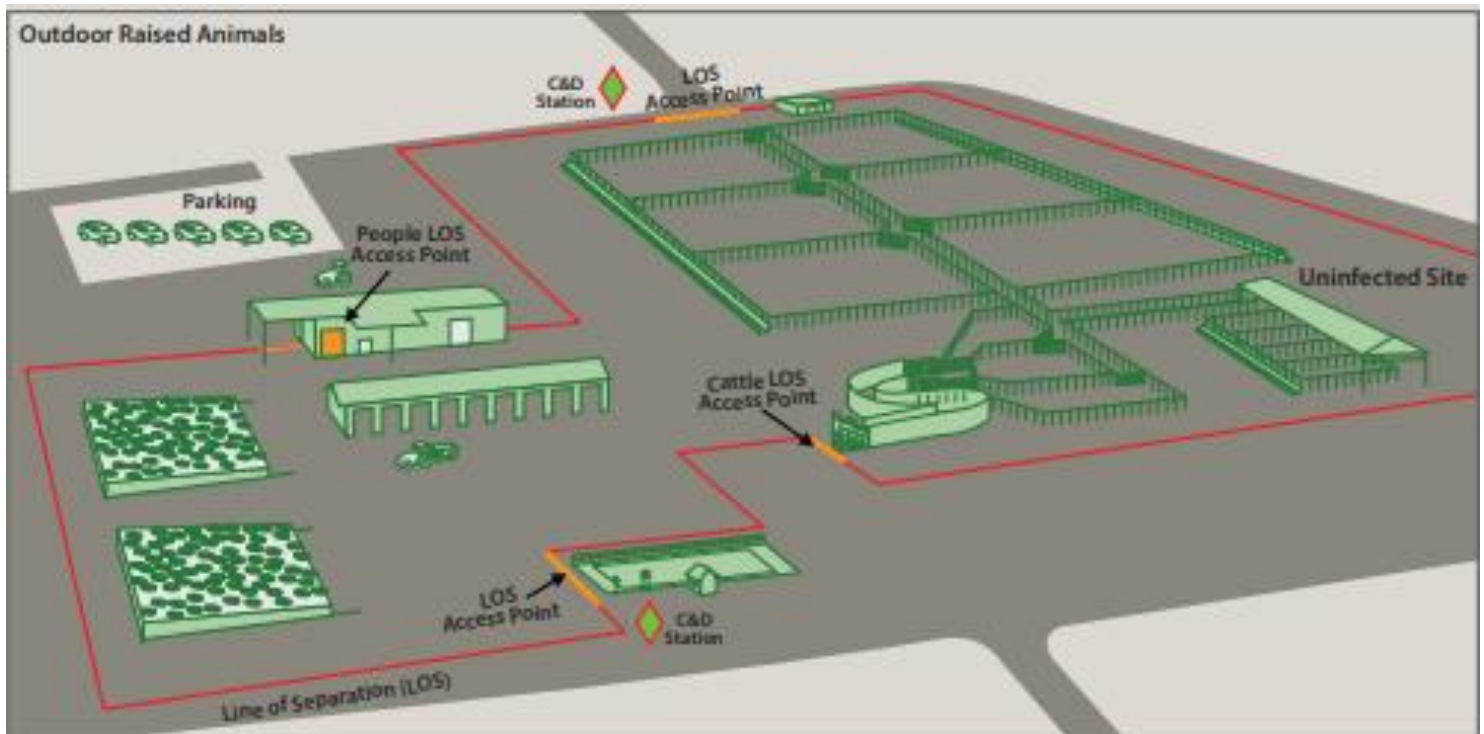 Outdoor Raised Animals
C&D
Station
LOS
Access Point
Parking
People LOS
Access Point
Uninfected Site
Cattle LOS
Access Point
LOS
Access Point
C&D
Station
Line of Separation (LOS)